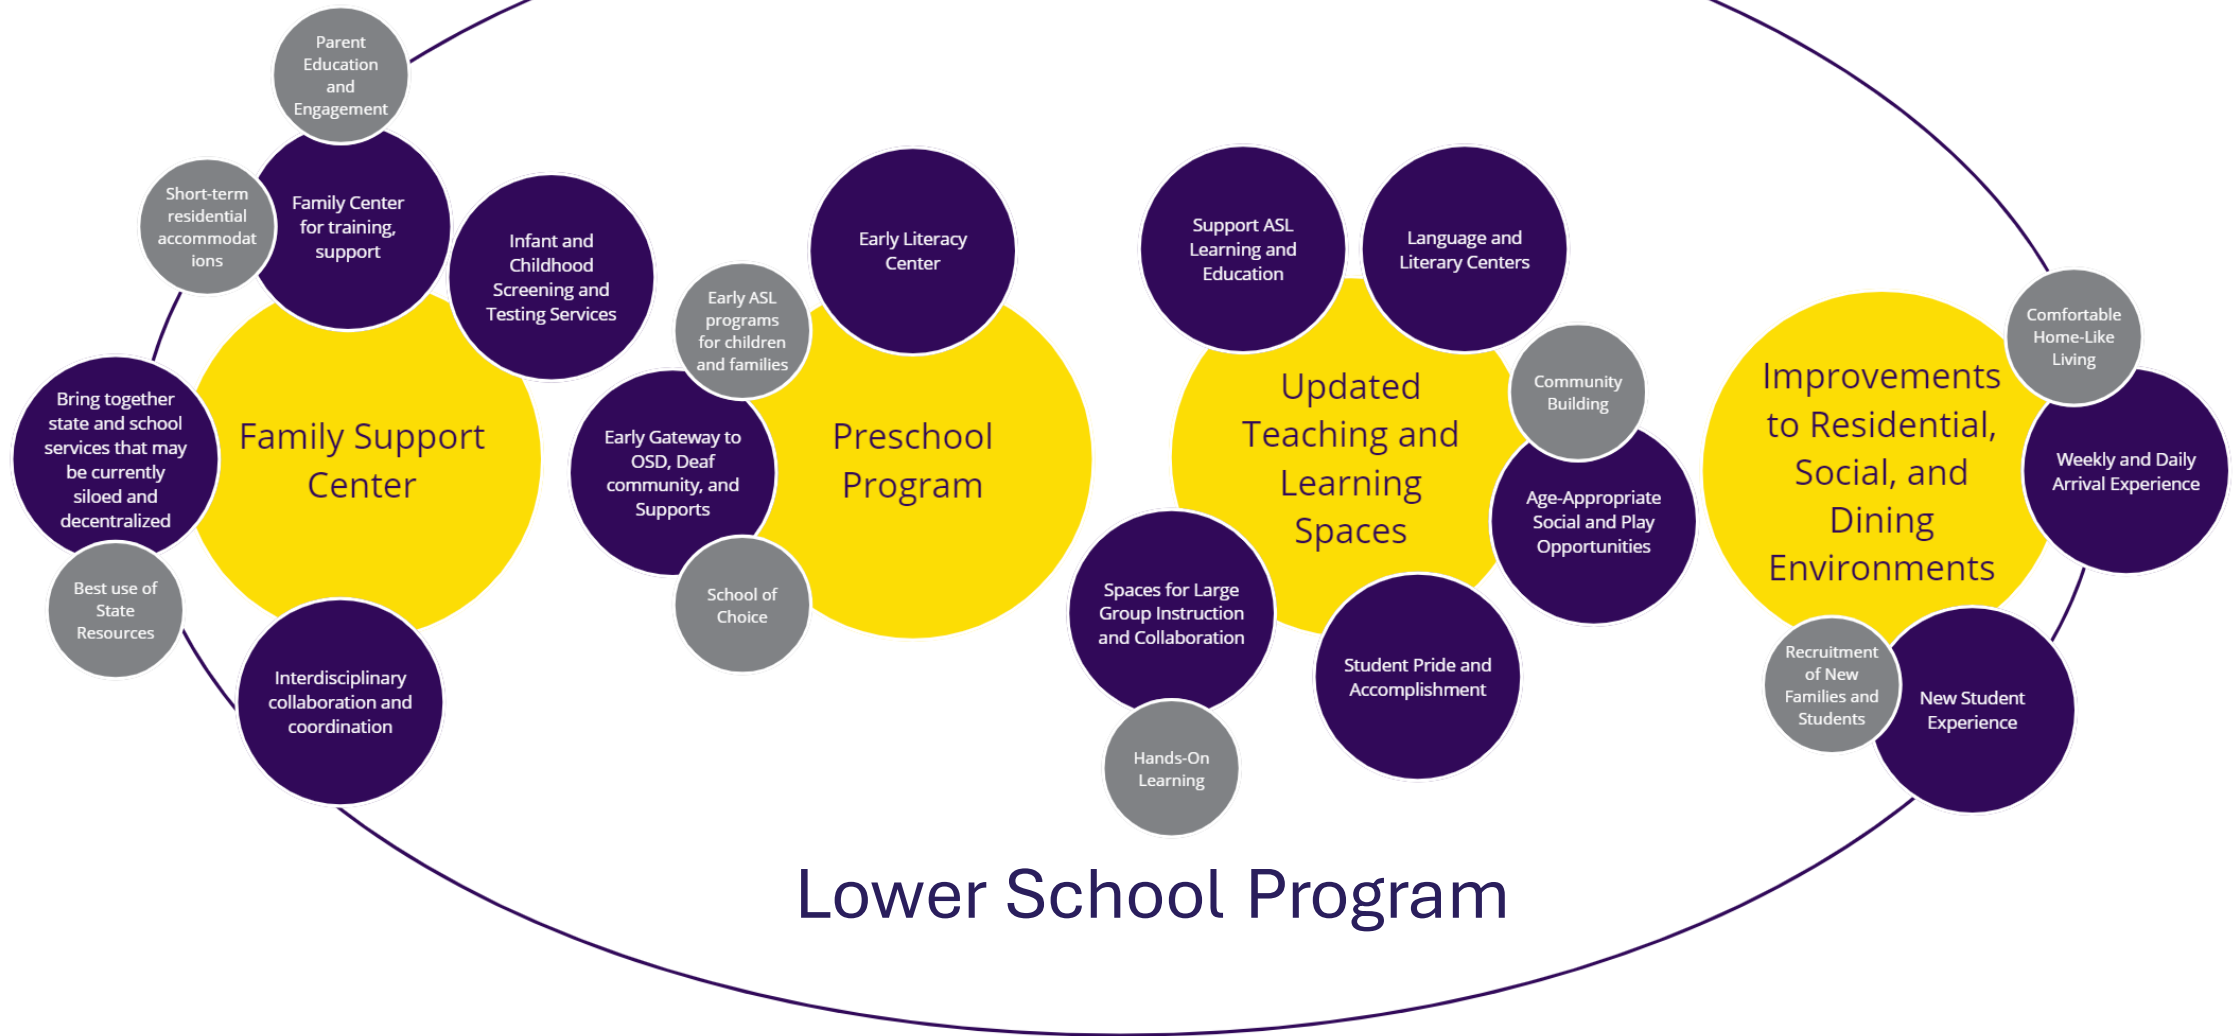 Parent
Education
and
Engagement
Short-term
residential
accommodat
ions
Family Center
for training,
support
Infant and
Childhood
Screening and
Testing Services
Bring together
state and school
services that may
be currently
siloed and
decentralized
Family Support
Center
Best use of
State
Resources
Interdisciplinary
collaboration and
coordination
Early Literacy
Center
Early ASL
programs
for children
and families
Early Gateway to
OSD, Deaf
community, and
Supports
Preschool
Program
School of
Choice
Support ASL
Learning and
Education
Language and
Literary Centers
Community
Building
Updated
Teaching and
Learning
Spaces
Age-Appropriate
Social and Play
Opportunities
Spaces for Large
Group Instruction
and Collaboration
Student Pride and
Accomplishment
Hands-On
Learning
Comfortable
Home-Like
Living
Improvements
to Residential,
Social, and
Dining
Environments
Weekly and Daily
Arrival Experience
Recruitment
of New
Families and
Students
New Student
Experience
Lower School Program